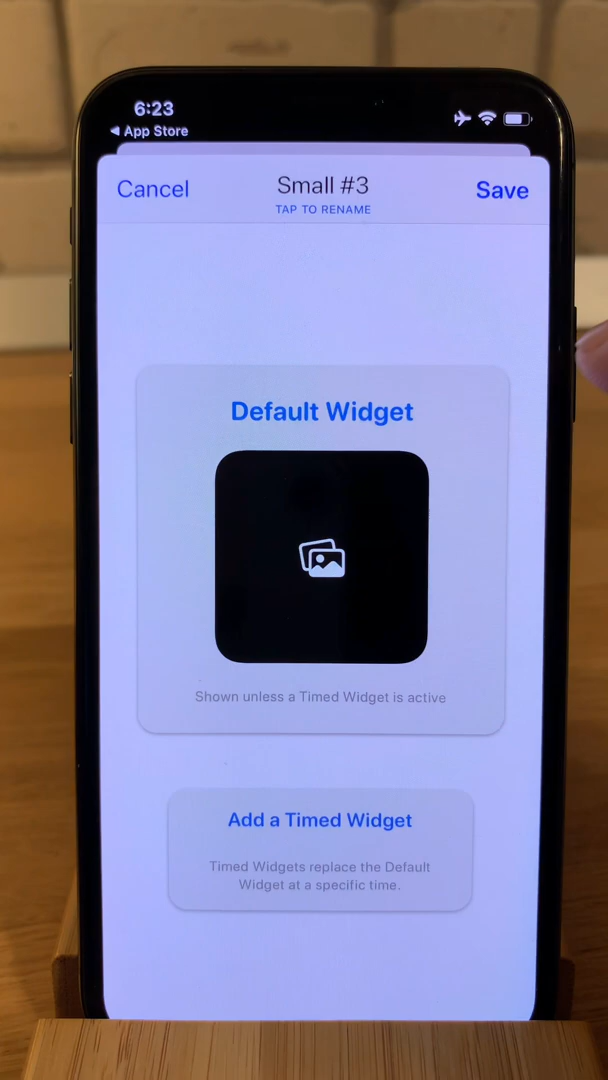 6:23
◀ App Store
Cancel
Small #3
Save
TAP TO RENAME
Default Widget
Shown unless a Timed Widget is active
Add a Timed Widget
Timed Widgets replace the Default
Widget at a specific time.